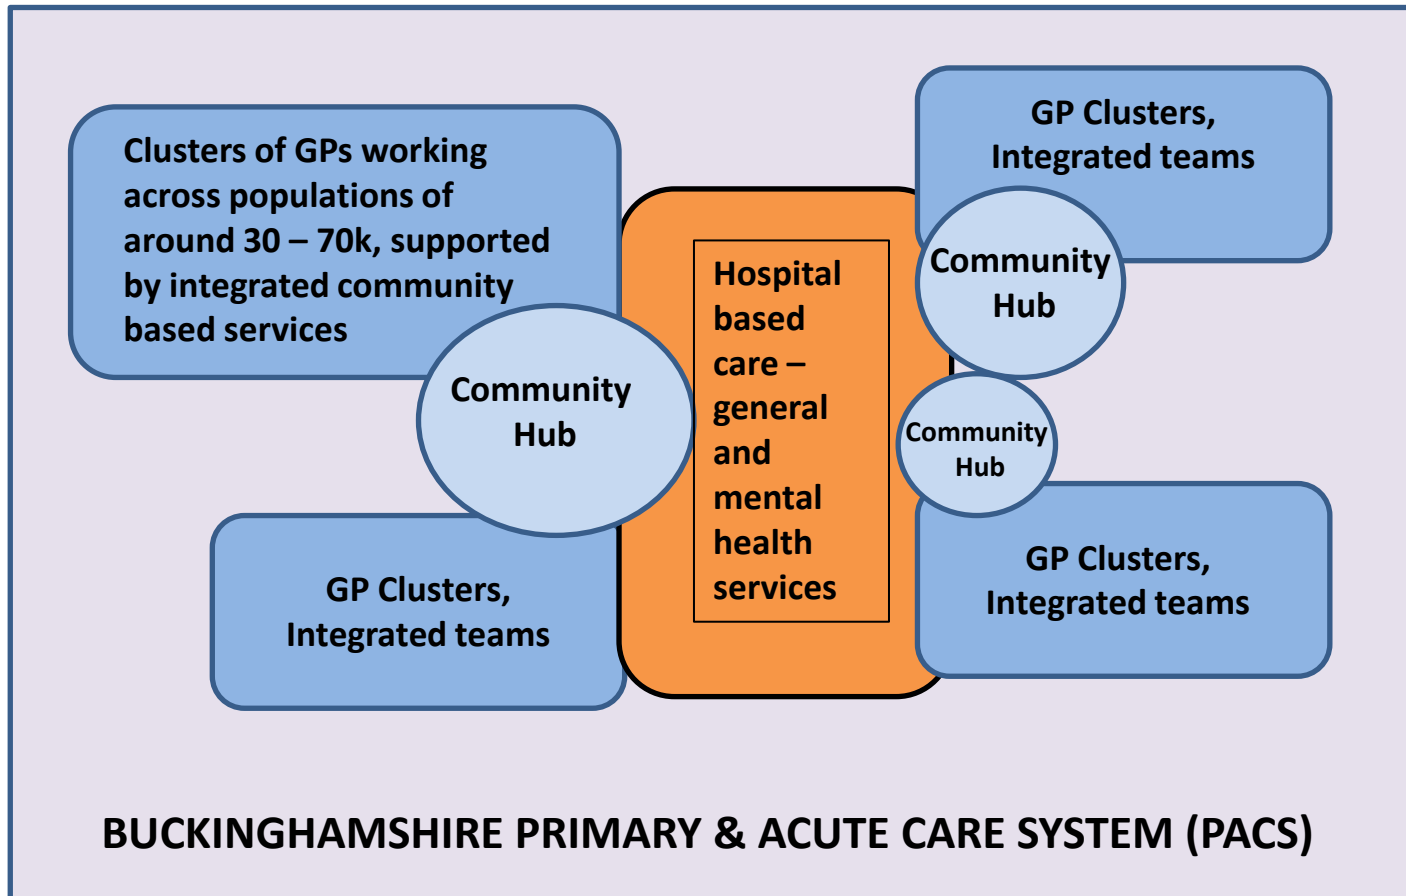 Clusters of GPs working
across populations of
around 30 – 70k, supported
by integrated community
based services
GP Clusters,
Integrated teams
Community
Hub
Hospital
based
care –
general
and
mental
health
services
Community
Hub
Community
Hub
GP Clusters,
Integrated teams
GP Clusters,
Integrated teams
BUCKINGHAMSHIRE PRIMARY & ACUTE CARE SYSTEM (PACS)